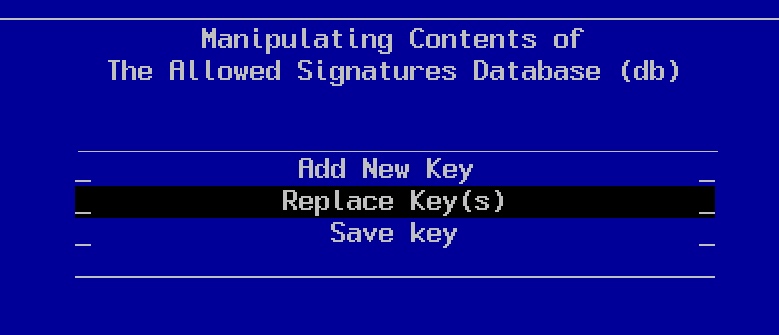 Manipulating Contents of
The Allowed Signatures Database (db)
Add New Key
Replace Key(s)
Save key